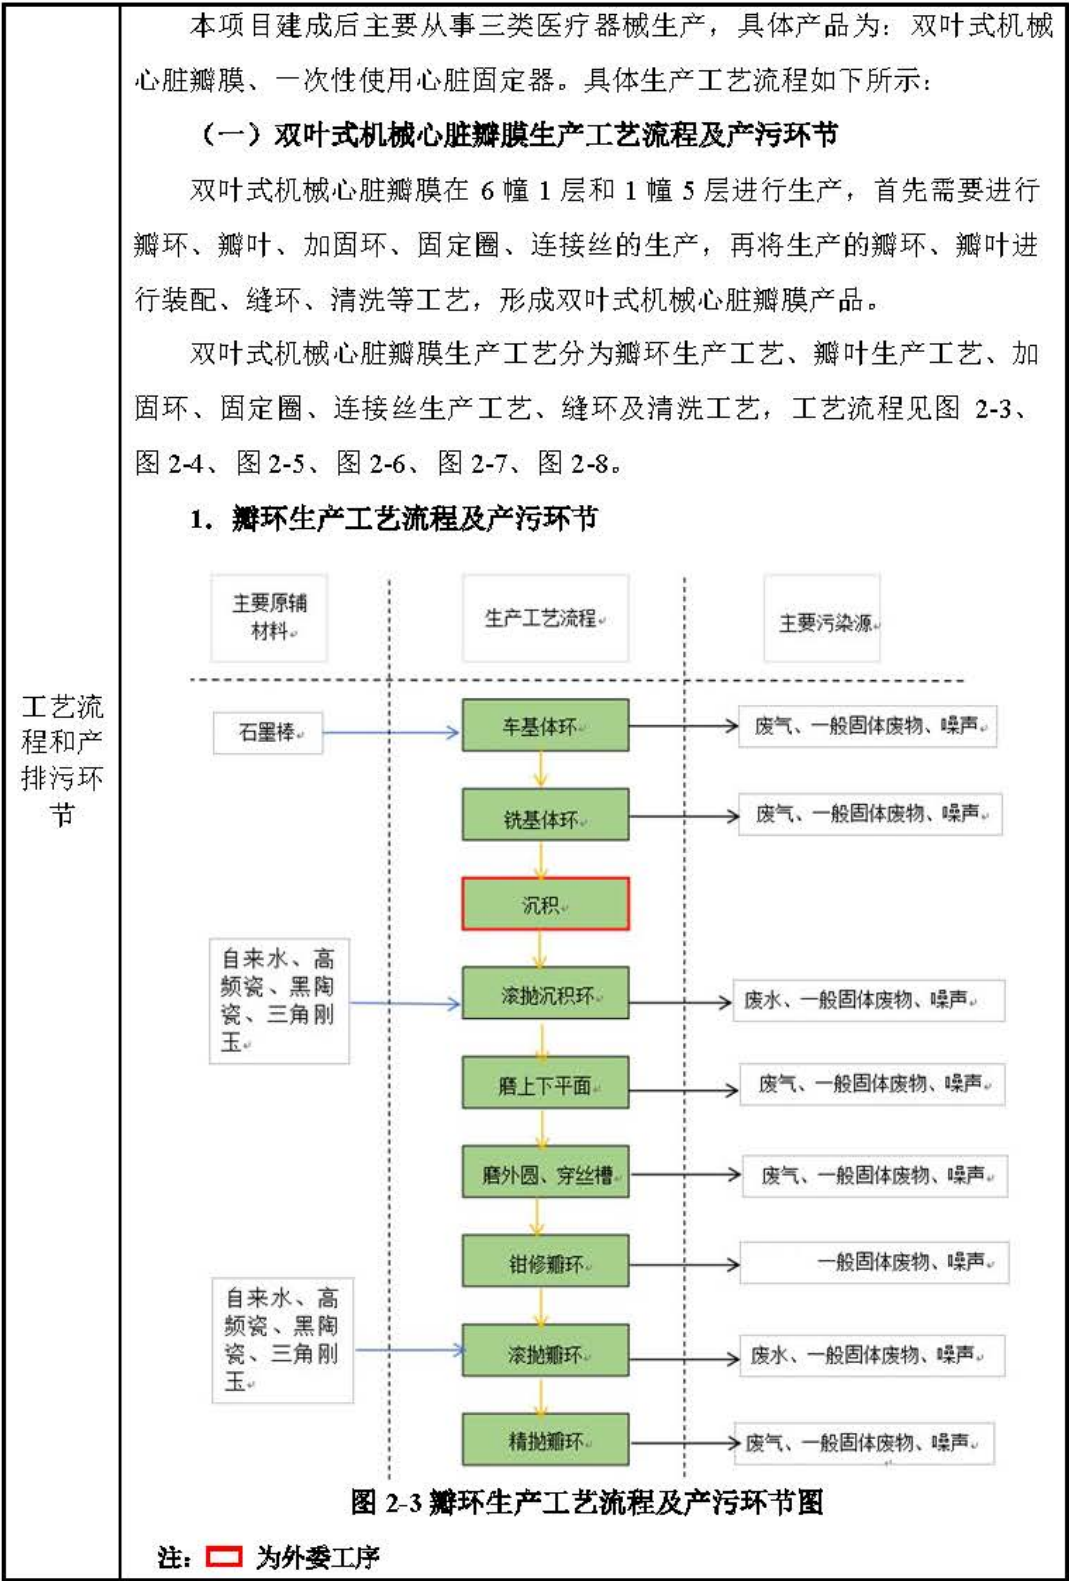 本项目建成后主要从事三类医疗器械生产，具体产品为：双叶式机械
心脏瓣膜、一次性使用心脏固定器。具体生产工艺流程如下所示：
（一）双叶式机械心脏瓣膜生产工艺流程及产污环节
双叶式机械心脏瓣膜在 6 幢 1 层和 1 幢 5 层进行生产，首先需要进行
瓣环、瓣叶、加固环、固定圈、连接丝的生产，再将生产的瓣环、瓣叶进
行装配、缝环、清洗等工艺，形成双叶式机械心脏瓣膜产品。
双叶式机械心脏瓣膜生产工艺分为瓣环生产工艺、瓣叶生产工艺、加
固环、固定圈、连接丝生产工艺、缝环及清洗工艺，工艺流程见图 2-3、
图 2-4、图 2-5、图 2-6、图 2-7、图 2-8。
1．瓣环生产工艺流程及产污环节
工艺流
程和产
排污环
节
主要原辅
材料
生产工艺流程
主要污染源
石墨棒
车基体环
废气、一般固体废物、噪声
铣基体环
废气、一般固体废物、噪声
沉积
自来水、高
频瓷、黑陶
瓷、三角刚
玉
滚抛沉积环
废水、一般固体废物、噪声
磨上下平面
废气、一般固体废物、噪声
磨外圆、穿丝槽
废气、一般固体废物、噪声
钳修瓣环
一般固体废物、噪声
自来水、高
频瓷、黑陶
瓷、三角刚
玉
滚抛瓣环
废水、一般固体废物、噪声
精抛瓣环
废气、一般固体废物、噪声
图 2-3 瓣环生产工艺流程及产污环节图
注： 为外委工序